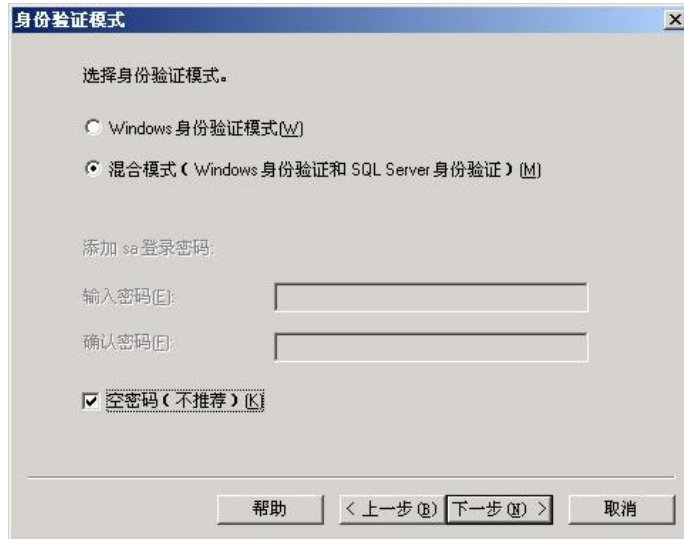 身份验证模式
选择身份验证模式。
Windows 身份验证模式(W)
混合模式（Windows 身份验证和 SQL Server 身份验证）(M)
添加 sa 登录密码:
输入密码(E):
确认密码(F):
空密码（不推荐）(K)
帮助 < 上一步(B) 下一步(N) > 取消